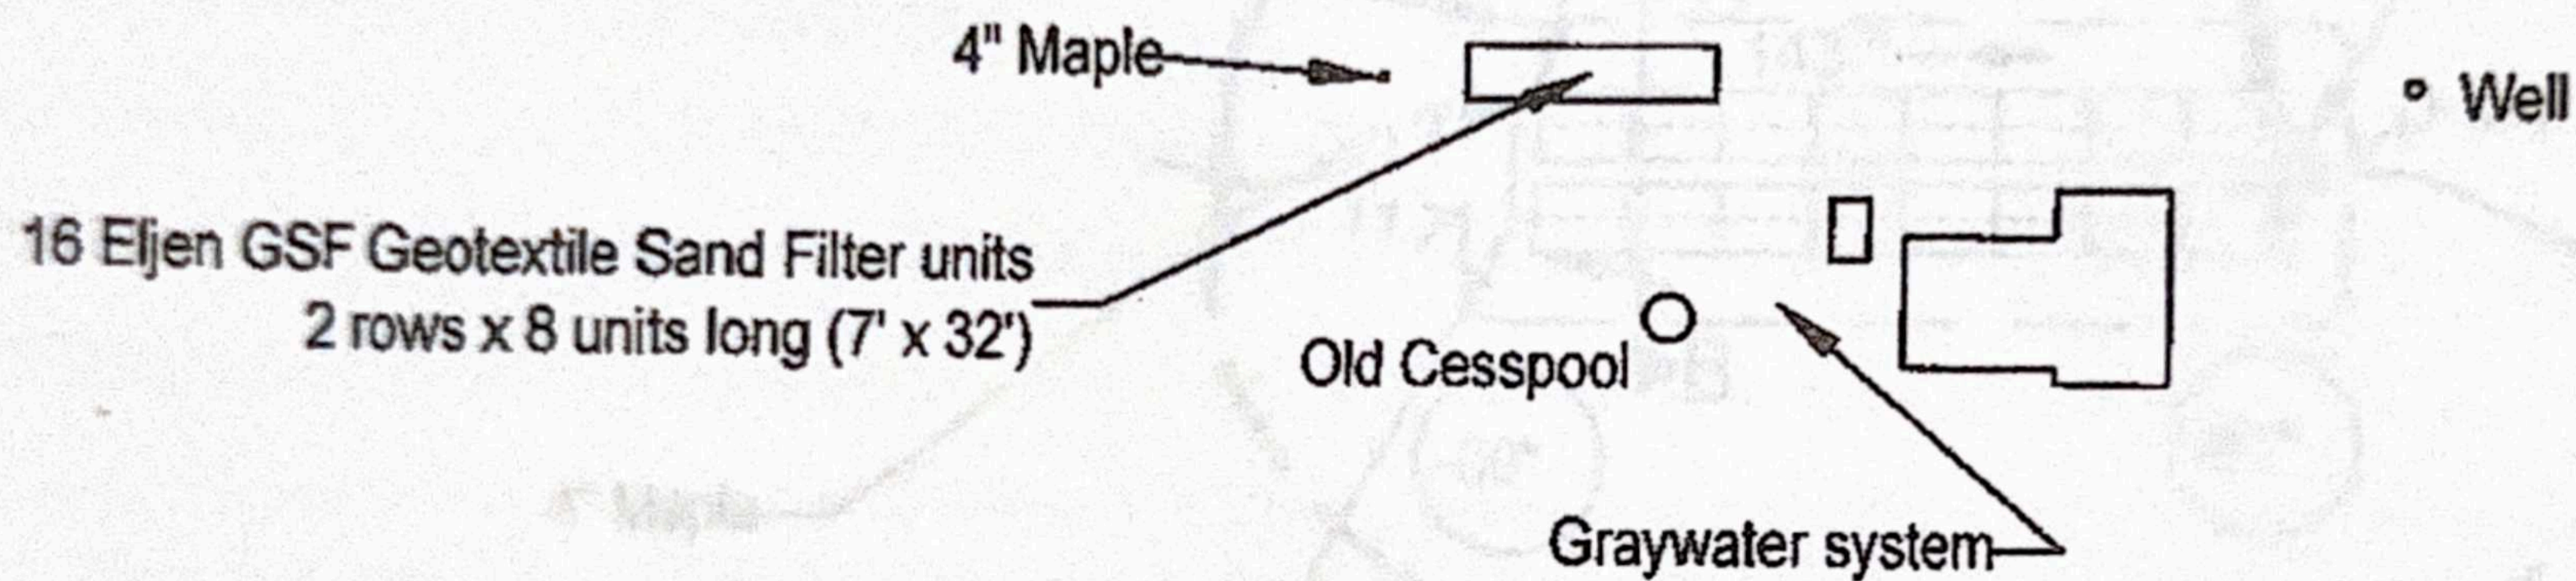 4" Maple
Well
16 Eljen GSF Geotextile Sand Filter units
2 rows x 8 units long (7' x 32')
Old Cesspool
Graywater system